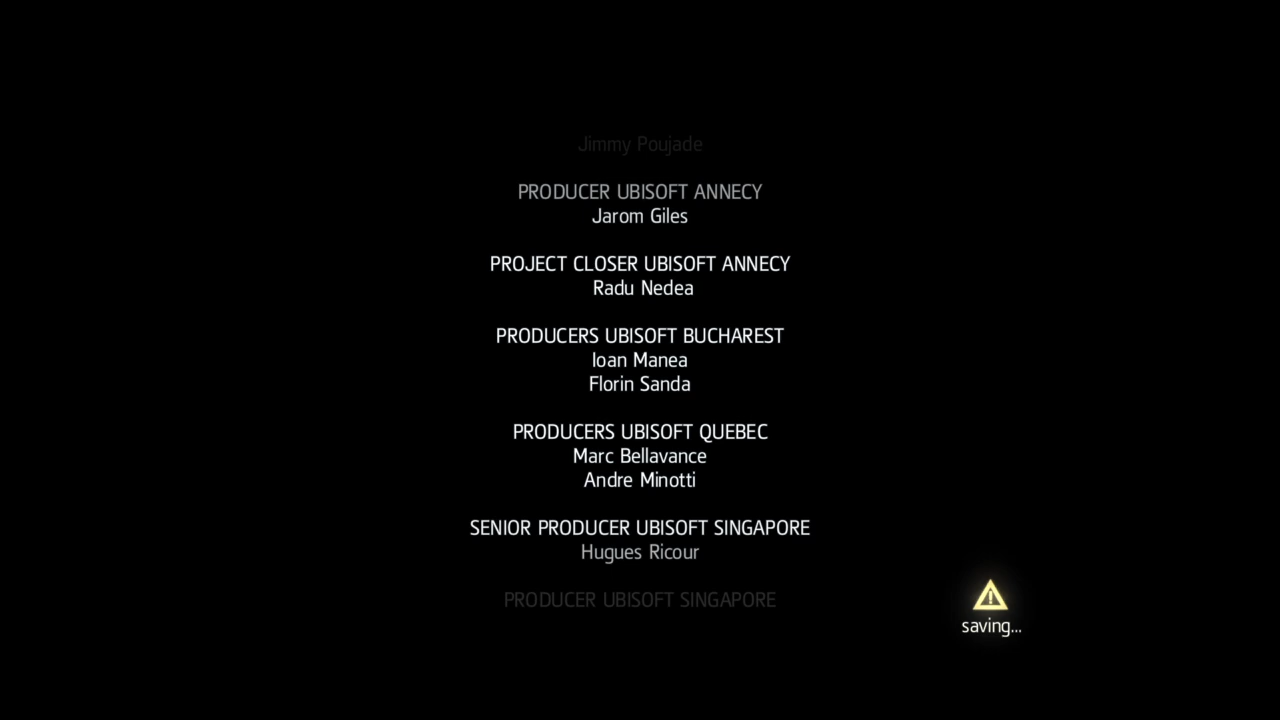 Jimmy Poujade
PRODUCER UBISOFT ANNECY
Jarom Giles
PROJECT CLOSER UBISOFT ANNECY
Radu Nedea
PRODUCERS UBISOFT BUCHAREST
Ioan Manea
Florin Sanda
PRODUCERS UBISOFT QUEBEC
Marc Bellavance
Andre Minotti
SENIOR PRODUCER UBISOFT SINGAPORE
Hugues Ricour
PRODUCER UBISOFT SINGAPORE
saving...